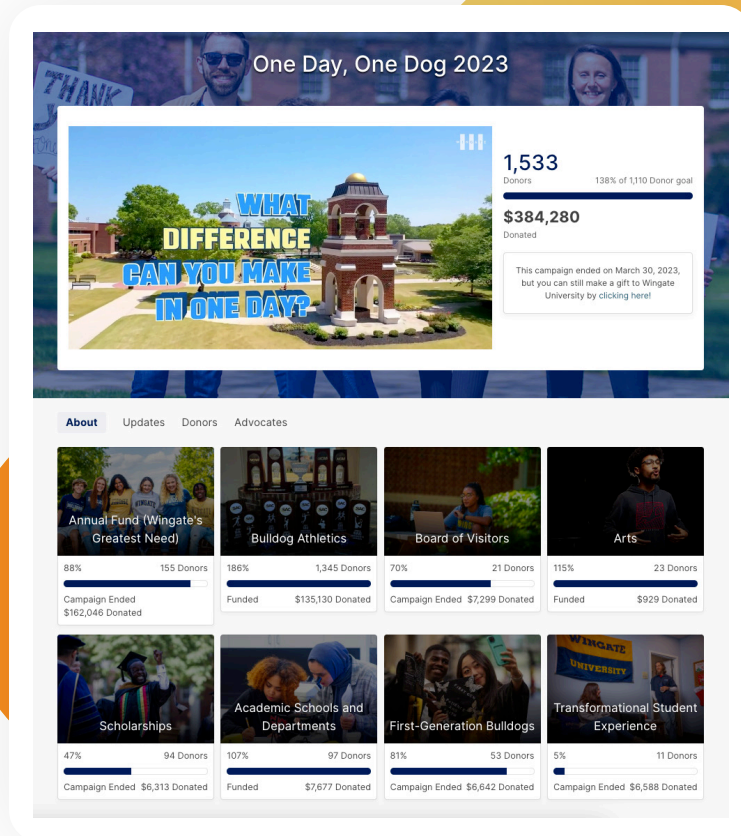 One Day, One Dog 2023
THANK
WHAT
DIFFERENCE
CAN YOU MAKE
IN ONE DAY?
1,533
Donors 138% of 1,110 Donor goal
$384,280
Donated
This campaign ended on March 30, 2023,
but you can still make a gift to Wingate
University by clicking here!
About Updates Donors Advocates
Annual Fund (Wingate's
Greatest Need)
88% 155 Donors
Campaign Ended
$162,046 Donated
Bulldog Athletics
186% 1,345 Donors
Funded $135,130 Donated
Board of Visitors
70% 21 Donors
Campaign Ended $7,299 Donated
Arts
115% 23 Donors
Funded $929 Donated
Scholarships
47% 94 Donors
Campaign Ended $6,313 Donated
Academic Schools and
Departments
107% 97 Donors
Funded $7,677 Donated
First-Generation Bulldogs
81% 53 Donors
Campaign Ended $6,642 Donated
WINGATE
UNIVERSITY
Transformational Student
Experience
5% 11 Donors
Campaign Ended $6,588 Donated